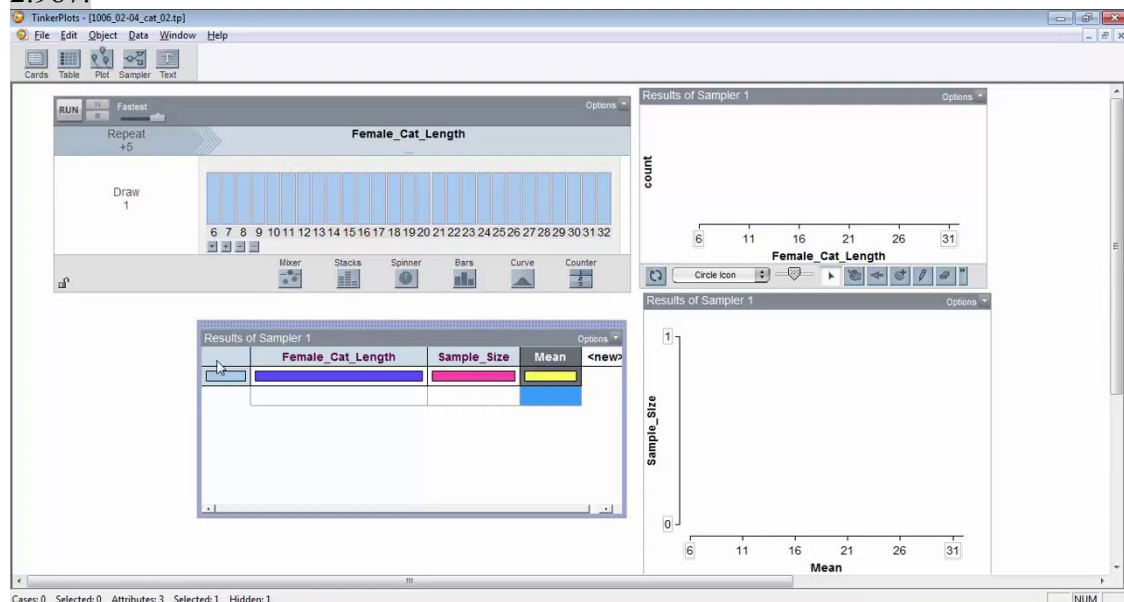 TinkerPlots - [1006_02-04_cat_02.tp]
File Edit Object Data Window Help
Cards Table Plot Sampler Text
RUN Fastest Options
Repeat
+5
Female_Cat_Length
Draw
1
6 7 8 9 10 11 12 13 14 15 16 17 18 19 20 21 22 23 24 25 26 27 28 29 30 31 32
Mixer Stacks Spinner Bars Curve Counter
Results of Sampler 1 Options
Female_Cat_Length Sample_Size Mean <new>
Results of Sampler 1 Options
count
6 11 16 21 26 31
Female_Cat_Length
Circle Icon
Results of Sampler 1 Options
1
Sample_Size
0
6 11 16 21 26 31
Mean
Cases: 0 Selected: 0 Attributes: 3 Selected: 1 Hidden: 1
NUM